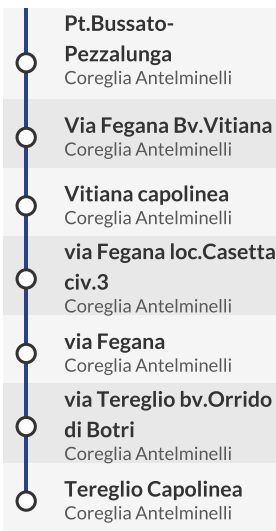 Pt.Bussato-
Pezzalunga
Coreglia Antelminelli
Via Fegana Bv.Vitiana
Coreglia Antelminelli
Vitiana capolinea
Coreglia Antelminelli
via Fegana loc.Casetta
civ.3
Coreglia Antelminelli
via Fegana
Coreglia Antelminelli
via Tereglio bv.Orrido
di Botri
Coreglia Antelminelli
Tereglio Capolinea
Coreglia Antelminelli